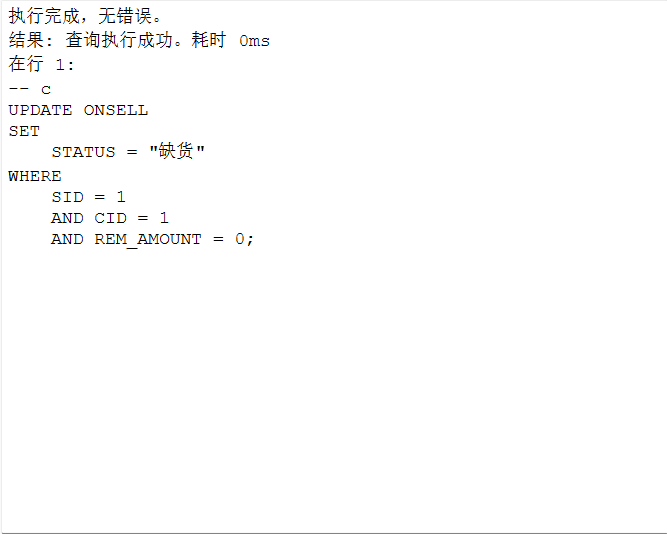 执行完成，无错误。
结果: 查询执行成功。耗时 0ms
在行 1:
-- c
UPDATE ONSELL
SET
    STATUS = "缺货"
WHERE
    SID = 1
    AND CID = 1
    AND REM_AMOUNT = 0;